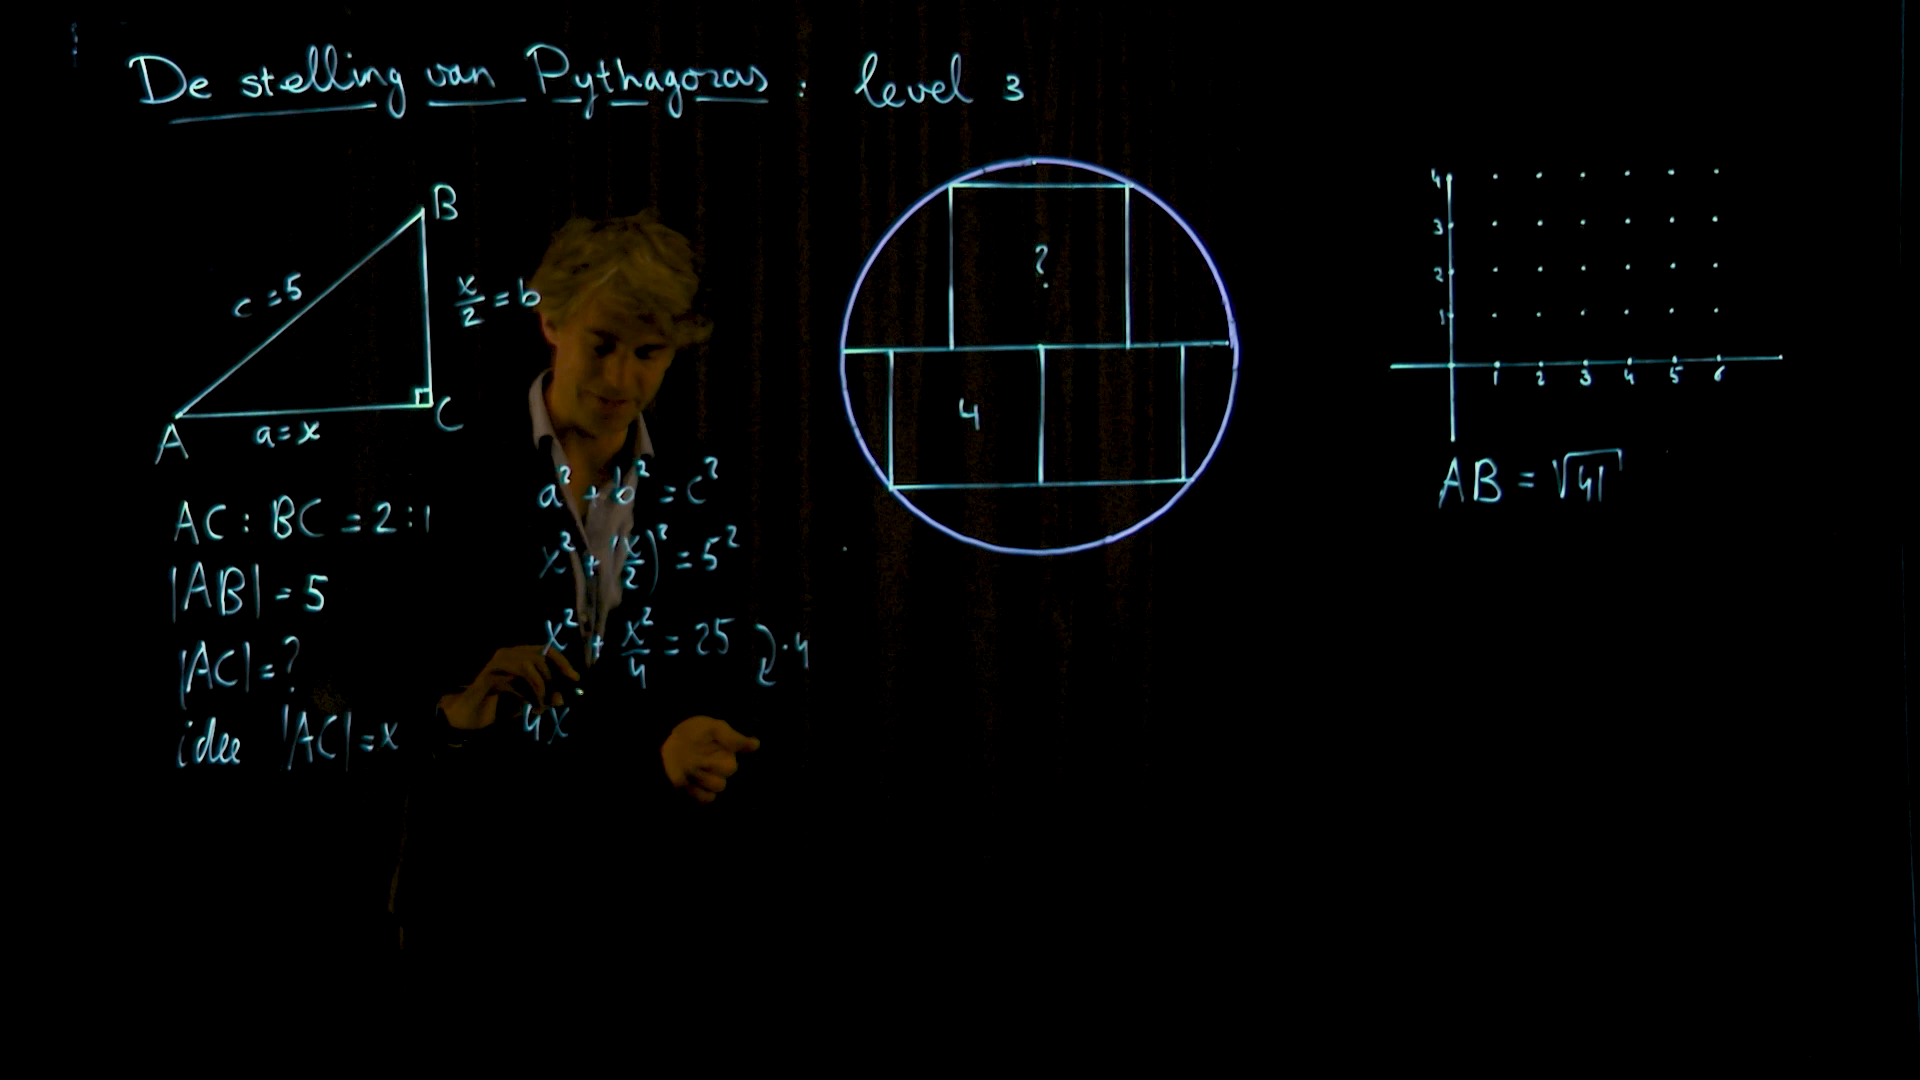 De stelling van Pythagoras : level 3
B
c = 5
x/2 = b
A
a = x
C
AC : BC = 2 : 1
|AB| = 5
|AC| = ?
idee |AC| = x
a² + b² = c²
x² + (x/2)² = 5²
x² + x²/4 = 25 ) · 4
4x
?
4
4
3
2
1
1 2 3 4 5 6
AB = √41